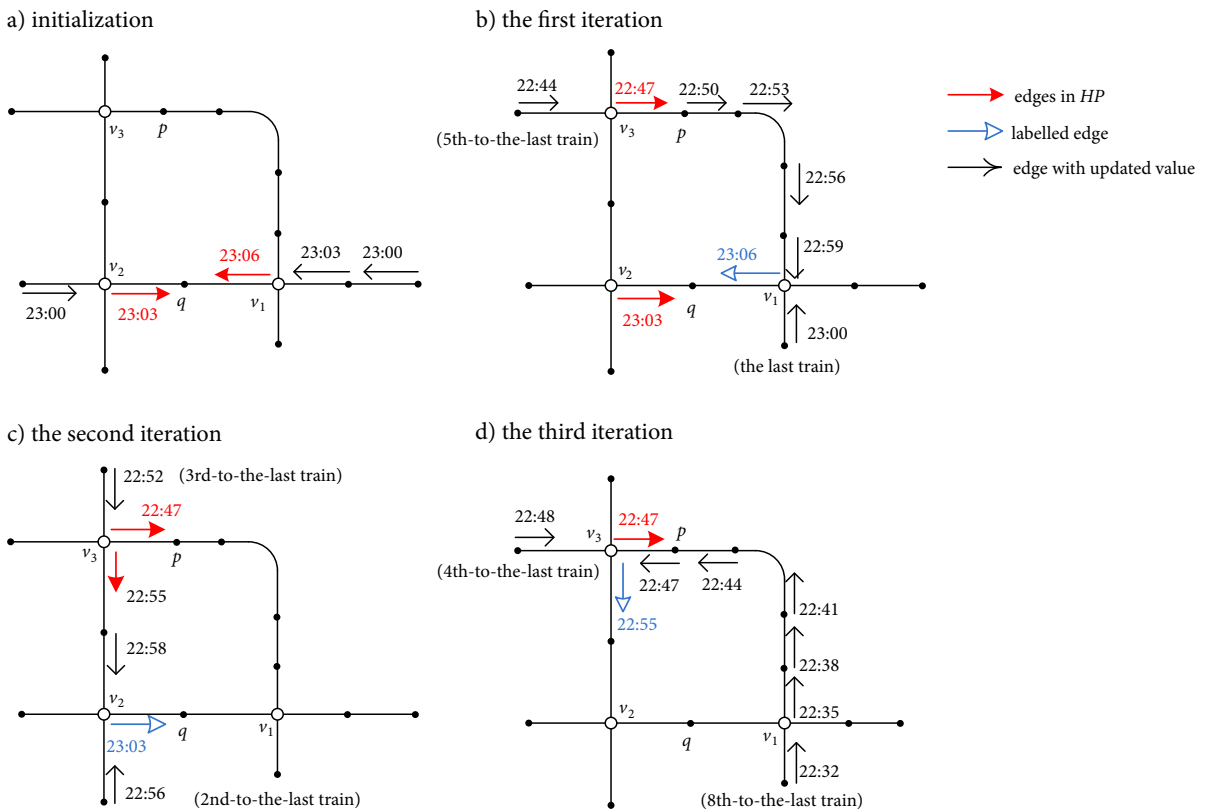 a) initialization
v3
p
v2
23:06
23:03
23:00
23:00
23:03
q
v1
b) the first iteration
22:44
22:47
22:50
22:53
(5th-to-the-last train)
v3
p
22:56
22:59
23:06
v2
23:03
q
v1
23:00
(the last train)
edges in HP
labelled edge
edge with updated value
c) the second iteration
22:52
(3rd-to-the-last train)
22:47
v3
p
22:55
22:58
v2
23:03
q
v1
22:56
(2nd-to-the-last train)
d) the third iteration
22:48
22:47
v3
p
(4th-to-the-last train)
22:47
22:44
22:55
22:41
22:38
22:35
v2
q
v1
22:32
(8th-to-the-last train)